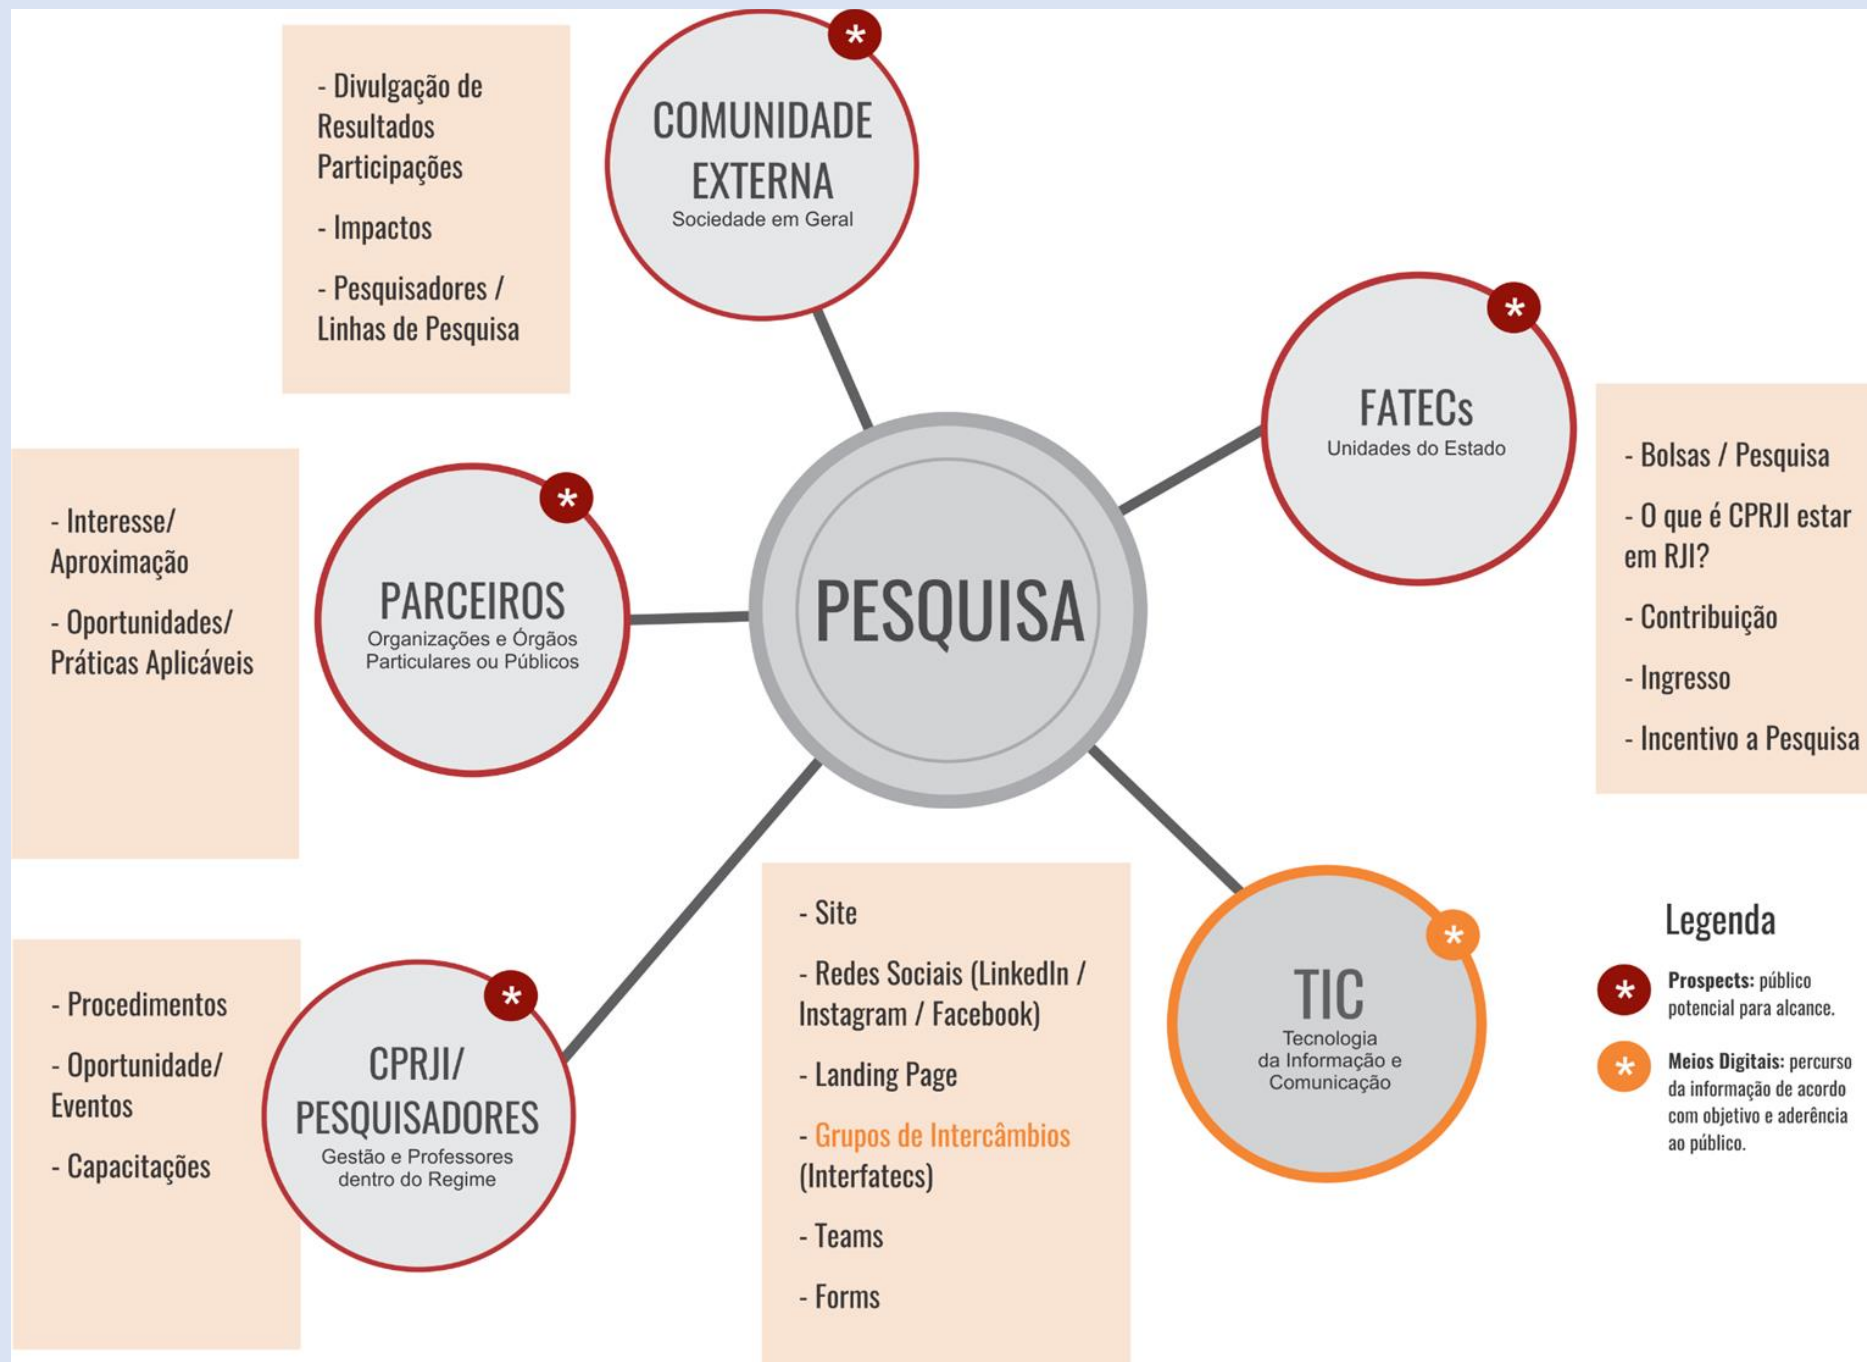 - Divulgação de
Resultados
Participações
- Impactos
- Pesquisadores /
Linhas de Pesquisa
*
COMUNIDADE
EXTERNA
Sociedade em Geral
*
FATECs
Unidades do Estado
- Bolsas / Pesquisa
- O que é CPRJI estar
em RJI?
- Contribuição
- Ingresso
- Incentivo a Pesquisa
- Interesse/
Aproximação
- Oportunidades/
Práticas Aplicáveis
*
PARCEIROS
Organizações e Órgãos
Particulares ou Públicos
PESQUISA
- Procedimentos
- Oportunidade/
Eventos
- Capacitações
*
CPRJI/
PESQUISADORES
Gestão e Professores
dentro do Regime
- Site
- Redes Sociais (LinkedIn /
Instagram / Facebook)
- Landing Page
- Grupos de Intercâmbios
(Interfatecs)
- Teams
- Forms
*
TIC
Tecnologia
da Informação e
Comunicação
Legenda
*
Prospects: público
potencial para alcance.
*
Meios Digitais: percurso
da informação de acordo
com objetivo e aderência
ao público.